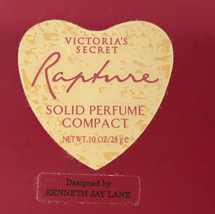 VICTORIA'S
SECRET
Rapture
SOLID PERFUME
COMPACT
NET WT. .10 OZ/2.8 g e
Designed by
KENNETH JAY LANE